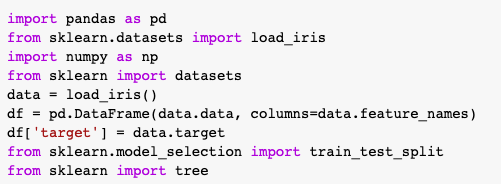 import pandas as pd
from sklearn.datasets import load_iris
import numpy as np
from sklearn import datasets
data = load_iris()
df = pd.DataFrame(data.data, columns=data.feature_names)
df['target'] = data.target
from sklearn.model_selection import train_test_split
from sklearn import tree